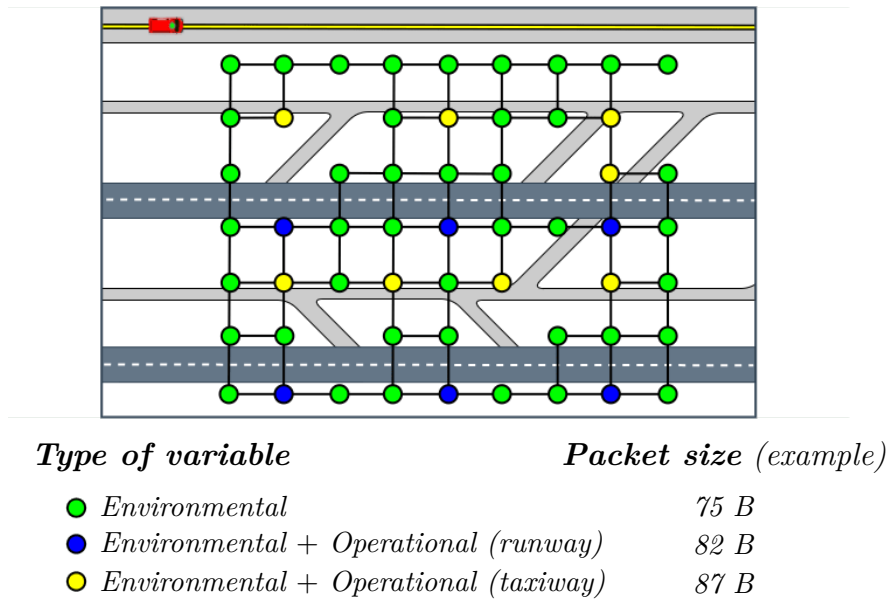 Type of variable Packet size (example)
Environmental 75 B
Environmental + Operational (runway) 82 B
Environmental + Operational (taxiway) 87 B